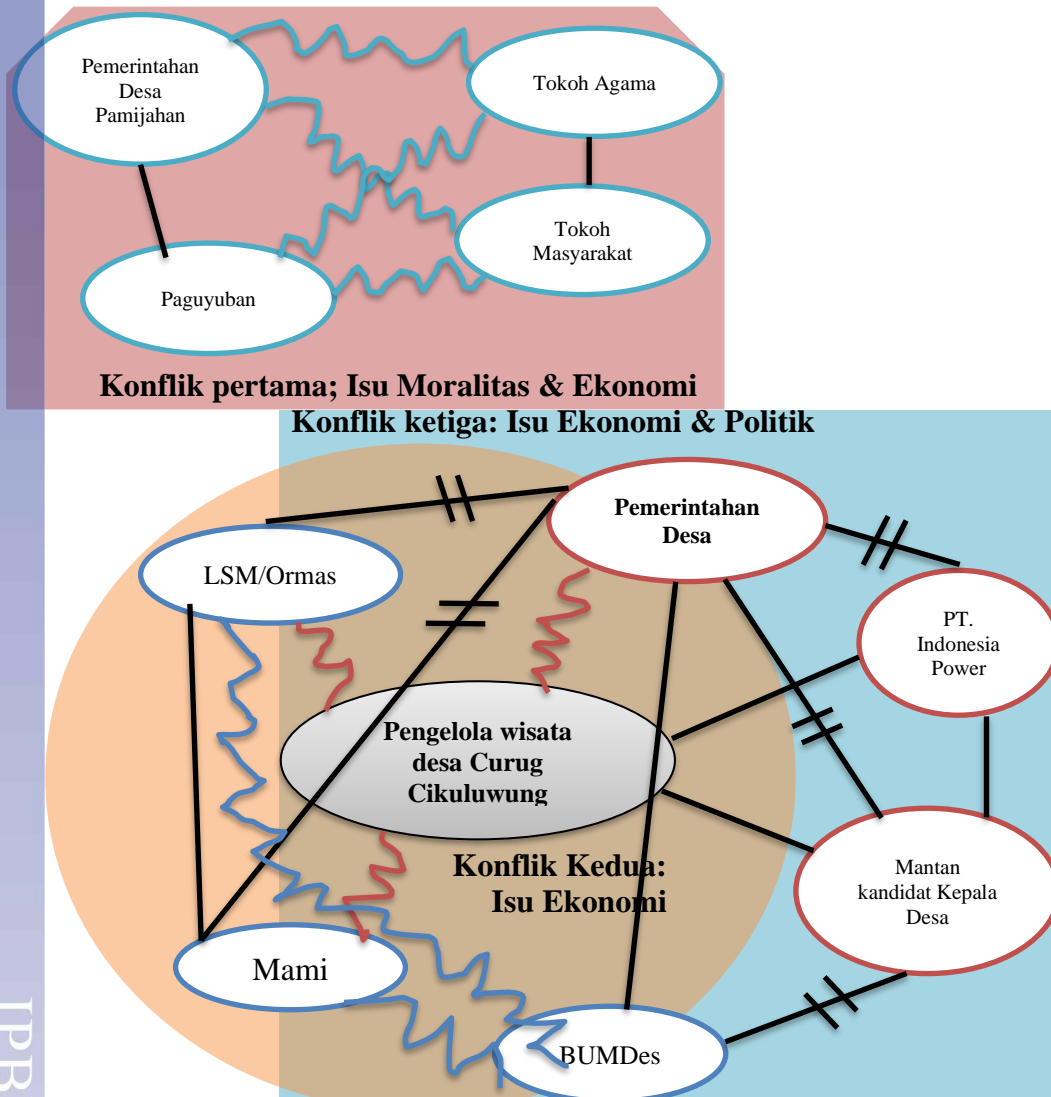 Pemerintahan
Desa
Pamijahan
Tokoh Agama
Tokoh
Masyarakat
Paguyuban
Konflik pertama; Isu Moralitas & Ekonomi
Konflik ketiga: Isu Ekonomi & Politik
Pemerintahan
Desa
LSM/Ormas
PT.
Indonesia
Power
Pengelola wisata
desa Curug
Cikuluwung
Konflik Kedua:
Isu Ekonomi
Mantan
kandidat Kepala
Desa
Mami
BUMDes
IPB